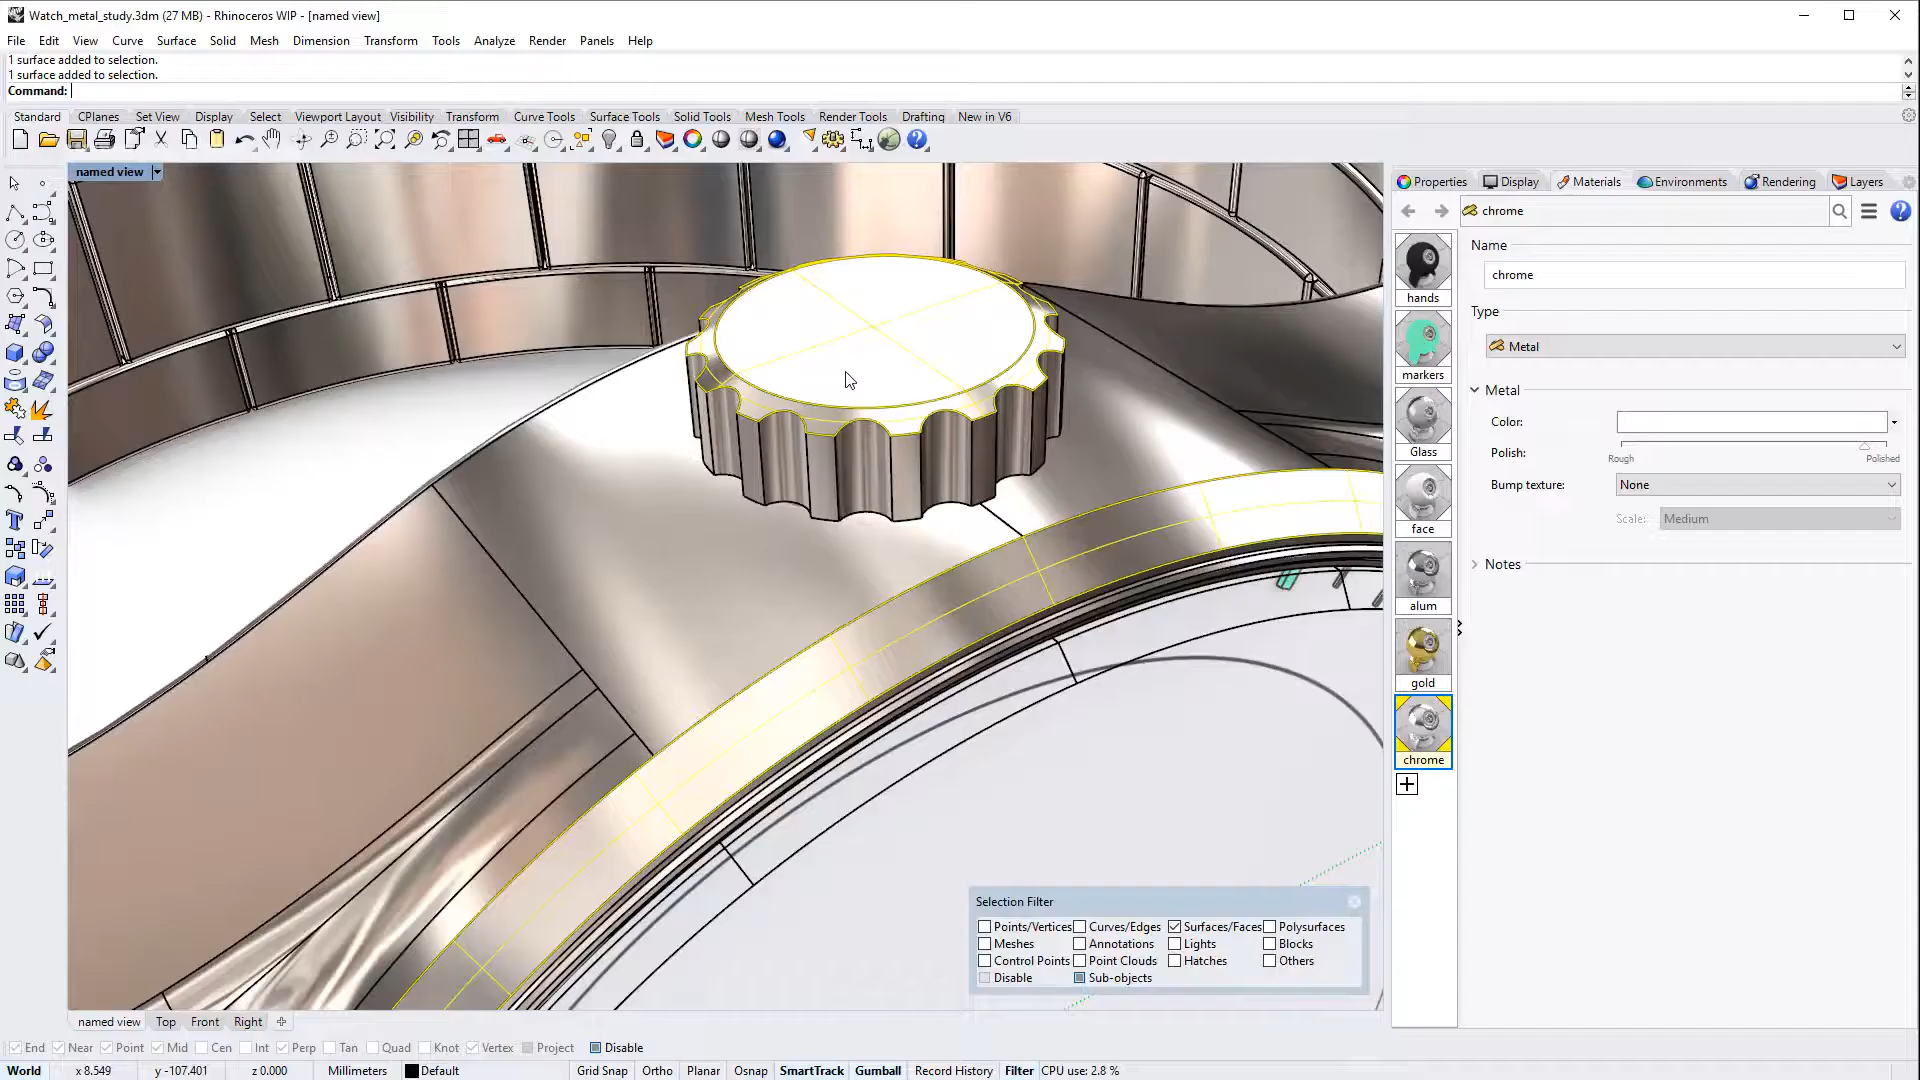 Watch_metal_study.3dm (27 MB) - Rhinoceros WIP - [named view]
File Edit View Curve Surface Solid Mesh Dimension Transform Tools Analyze Render Panels Help
1 surface added to selection.
1 surface added to selection.
Command:
Standard CPlanes Set View Display Select Viewport Layout Visibility Transform Curve Tools Surface Tools Solid Tools Mesh Tools Render Tools Drafting New in V6
named view
Properties Display Materials Environments Rendering Layers
chrome
Name
chrome
Type
Metal
Metal
Color:
Polish:
Rough Polished
Bump texture: None
Scale: Medium
Notes
hands
markers
Glass
face
alum
gold
chrome
Selection Filter
Points/Vertices Curves/Edges Surfaces/Faces Polysurfaces
Meshes Annotations Lights Blocks
Control Points Point Clouds Hatches Others
Disable Sub-objects
named view Top Front Right
End Near Point Mid Cen Int Perp Tan Quad Knot Vertex Project Disable
World x 8.549 y -107.401 z 0.000 Millimeters Default Grid Snap Ortho Planar Osnap SmartTrack Gumball Record History Filter CPU use: 2.8 %